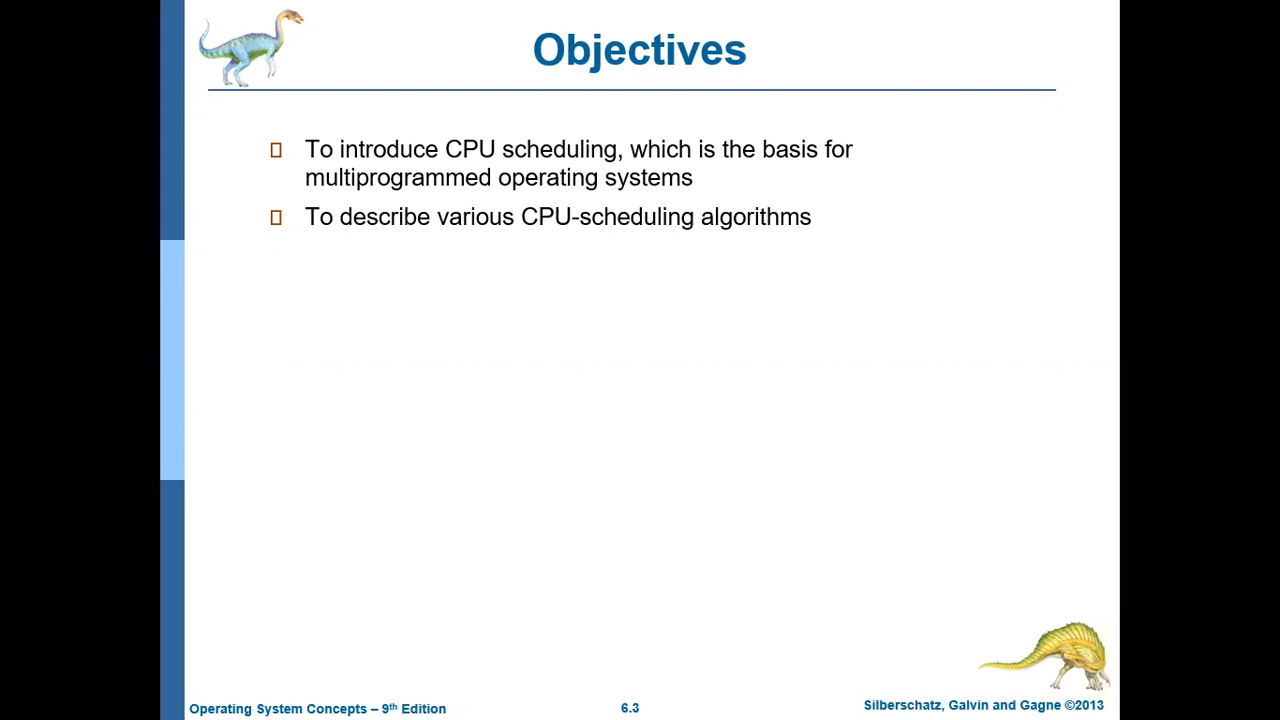 Objectives
To introduce CPU scheduling, which is the basis for
multiprogrammed operating systems
To describe various CPU-scheduling algorithms
Operating System Concepts – 9th Edition
6.3
Silberschatz, Galvin and Gagne ©2013